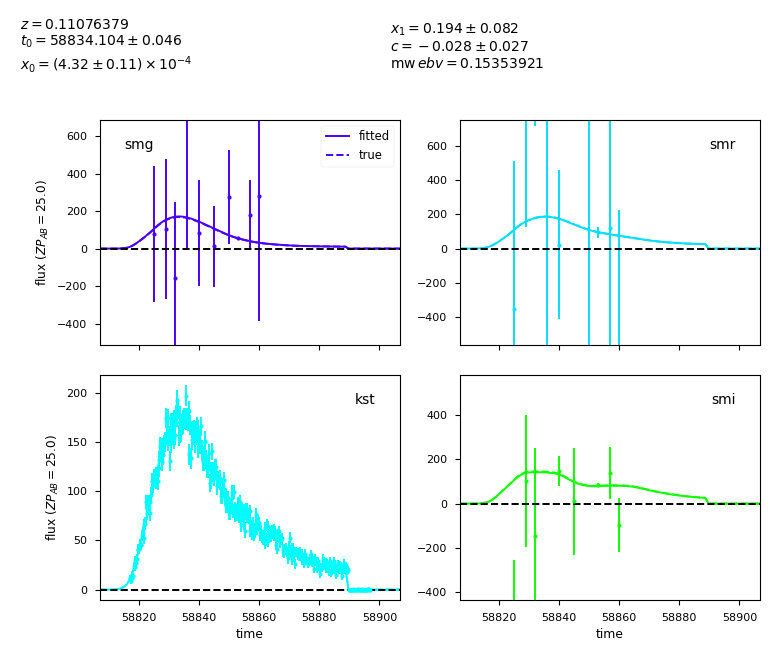 z = 0.11076379
t₀ = 58834.104 ± 0.046
x₀ = (4.32 ± 0.11) × 10⁻⁴
x₁ = 0.194 ± 0.082
c = −0.028 ± 0.027
mw ebv = 0.15353921
smg
fitted
true
600
400
200
0
−200
−400
flux (ZP_AB = 25.0)
smr
600
400
200
0
−200
−400
kst
200
150
100
50
0
flux (ZP_AB = 25.0)
58820 58840 58860 58880 58900
time
smi
400
200
0
−200
−400
58820 58840 58860 58880 58900
time